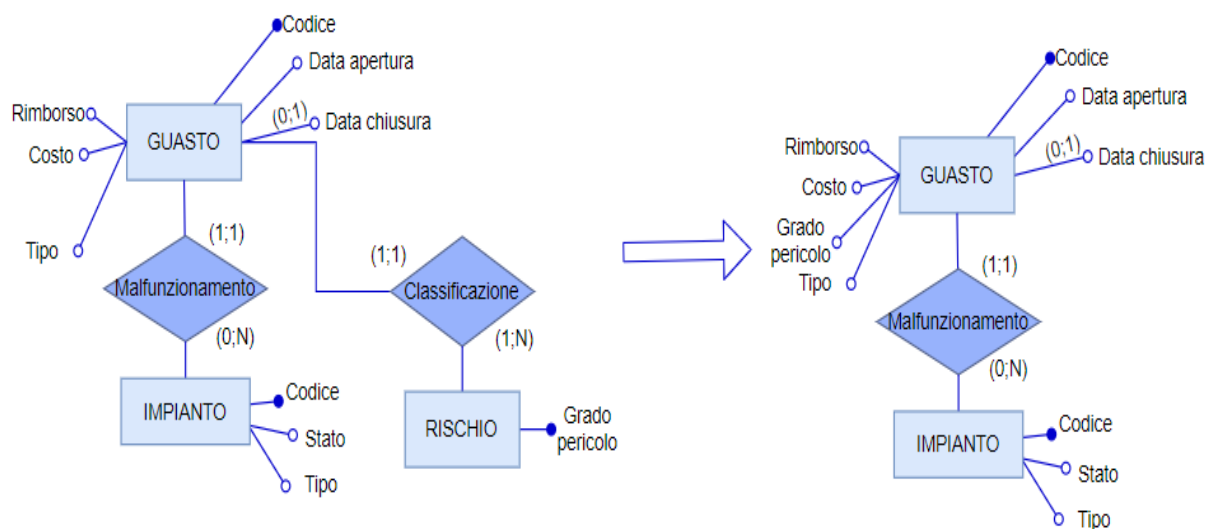 Codice
Data apertura
(0;1)
Data chiusura
Rimborso
GUASTO
Costo
Tipo
(1;1)
Malfunzionamento
(0;N)
(1;1)
Classificazione
(1;N)
IMPIANTO
Codice
Stato
Tipo
RISCHIO
Grado
pericolo
Codice
Data apertura
(0;1)
Data chiusura
Rimborso
GUASTO
Costo
Grado
pericolo
Tipo
(1;1)
Malfunzionamento
(0;N)
IMPIANTO
Codice
Stato
Tipo